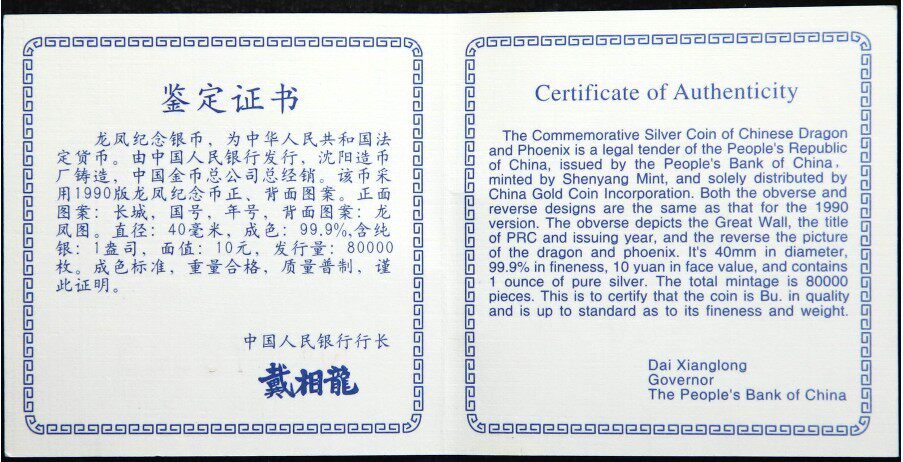 鉴定证书
龙凤纪念银币，为中华人民共和国法
定货币。由中国人民银行发行，沈阳造币
厂铸造，中国金币总公司总经销。该币采
用1990版龙凤纪念币正、背面图案。正面
图案：长城，国号，年号，背面图案：龙
凤图。直径：40毫米，成色：99.9%,含纯
银：1盎司，面值：10元，发行量：80000
枚。成色标准，重量合格，质量普制，谨
此证明。
中国人民银行行长
戴相龍
Certificate of Authenticity
The Commemorative Silver Coin of Chinese Dragon
and Phoenix is a legal tender of the People's Republic
of China, issued by the People's Bank of China,
minted by Shenyang Mint, and solely distributed by
China Gold Coin Incorporation. Both the obverse and
reverse designs are the same as that for the 1990
version. The obverse depicts the Great Wall, the title
of PRC and issuing year, and the reverse the picture
of the dragon and phoenix. It's 40mm in diameter,
99.9% in fineness, 10 yuan in face value, and contains
1 ounce of pure silver. The total mintage is 80000
pieces. This is to certify that the coin is Bu. in quality
and is up to standard as to its fineness and weight.
Dai Xianglong
Governor
The People's Bank of China